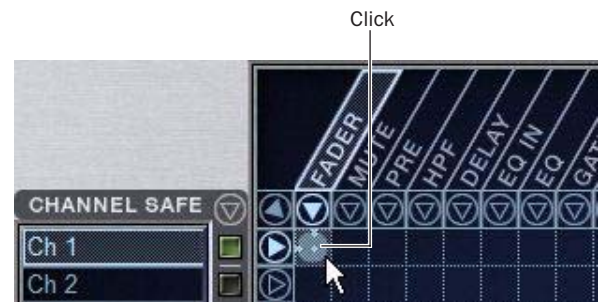 Click
FADER
MUTE
PRE
HPF
DELAY
EQ IN
EQ
CHANNEL SAFE
Ch 1
Ch 2